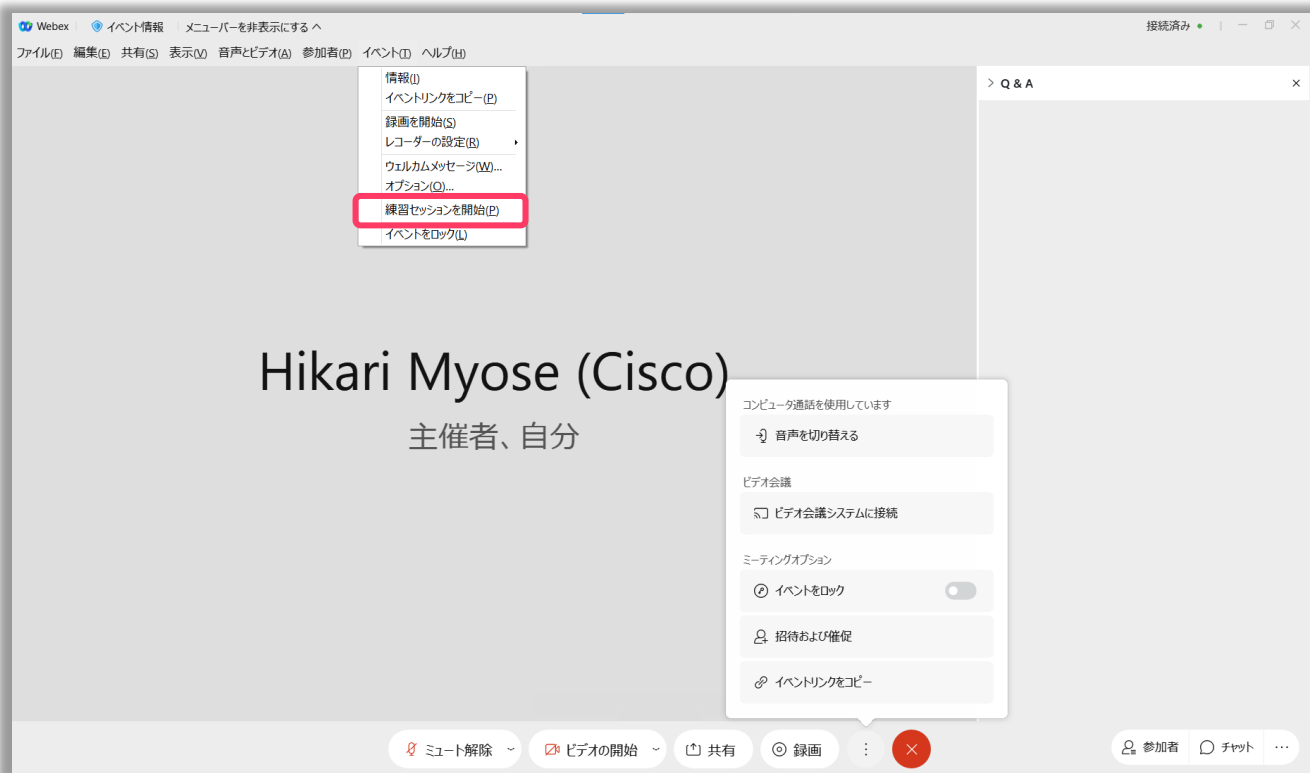 Webex イベント情報 メニューバーを非表示にする 接続済み
ファイル(F) 編集(E) 共有(S) 表示(V) 音声とビデオ(A) 参加者(P) イベント(T) ヘルプ(H)
情報(I)
イベントリンクをコピー(P)
録画を開始(S)
レコーダーの設定(R)
ウェルカムメッセージ(W)...
オプション(O)...
練習セッションを開始(P)
イベントをロック(L)
Q & A
Hikari Myose (Cisco)
主催者、自分
コンピュータ通話を使用しています
音声を切り替える
ビデオ会議
ビデオ会議システムに接続
ミーティングオプション
イベントをロック
招待および催促
イベントリンクをコピー
ミュート解除 ビデオの開始 共有 録画 参加者 チャット